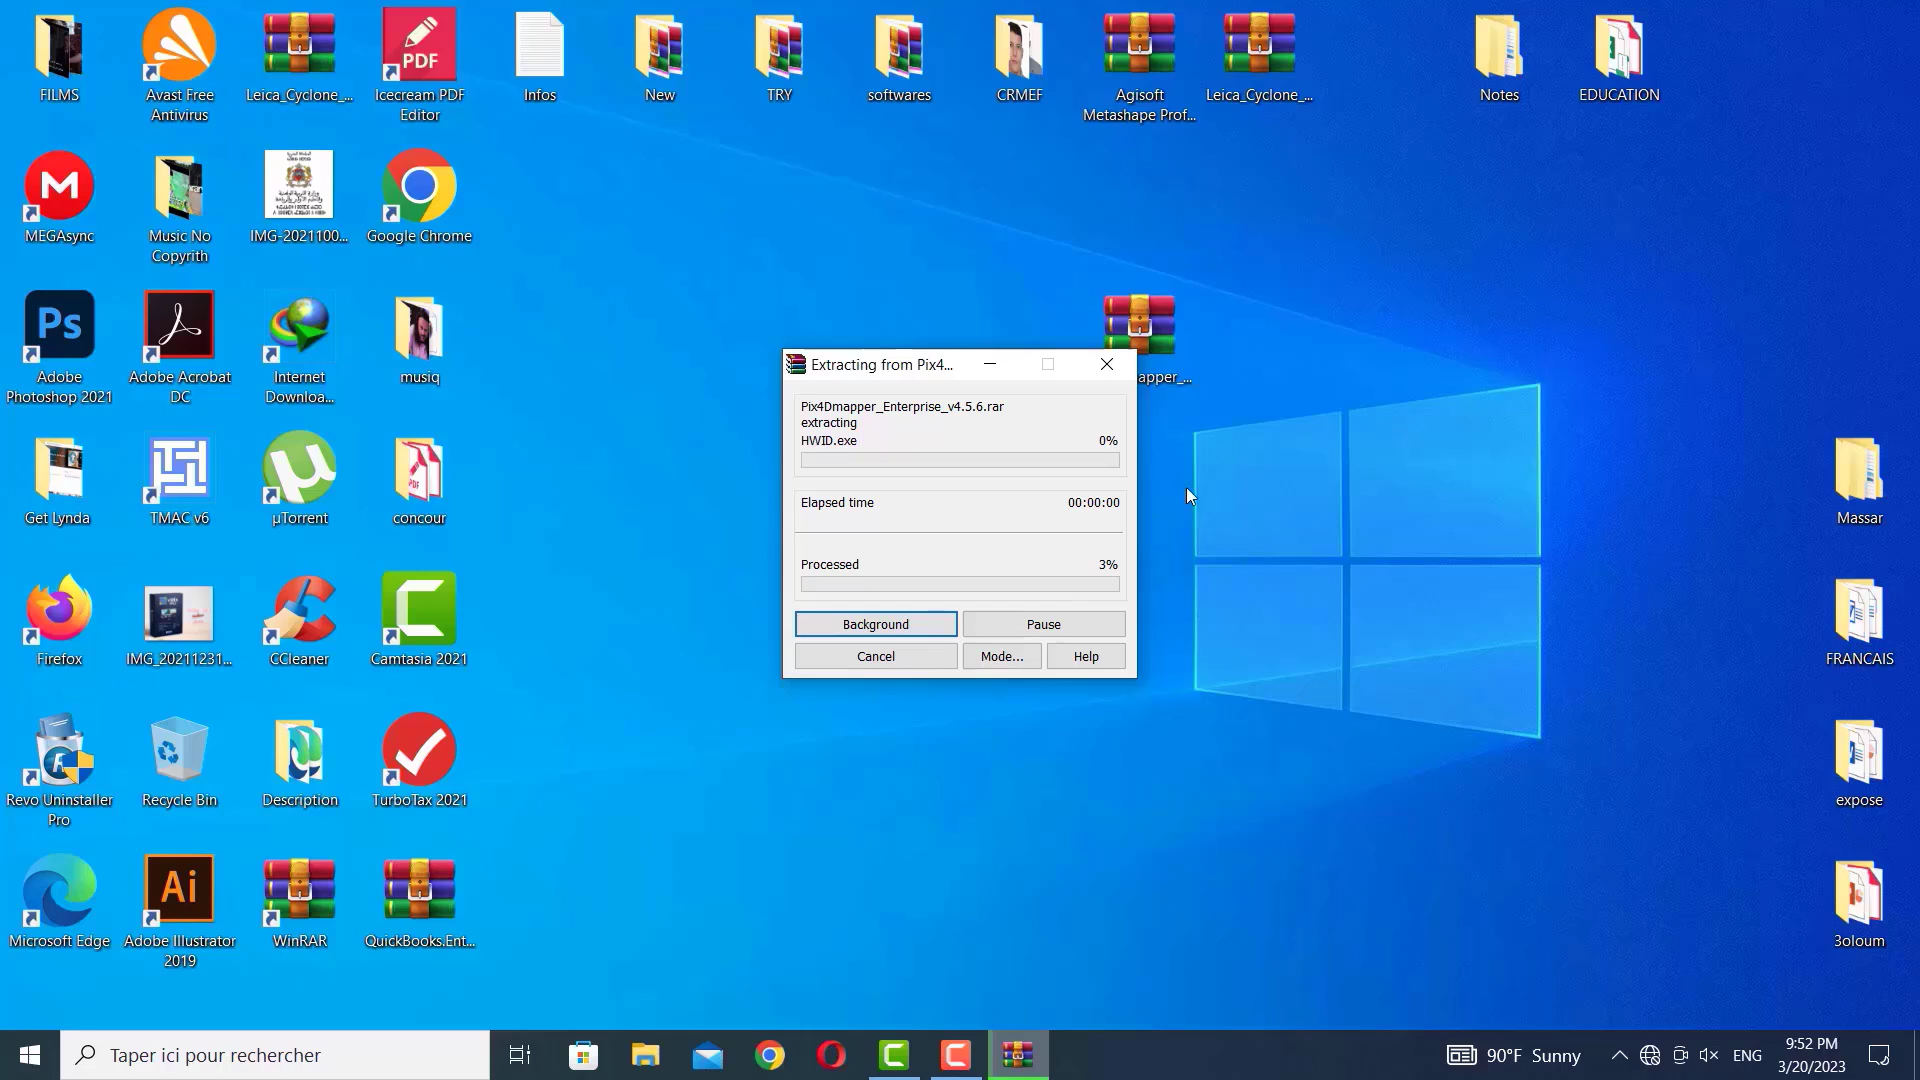 FILMS
Avast Free
Antivirus
Leica_Cyclone_...
PDF
Icecream PDF
Editor
Infos
New
TRY
softwares
CRMEF
Agisoft
Metashape Prof...
Leica_Cyclone_...
Notes
EDUCATION
MEGAsync
Music No
Copyrith
IMG-2021100...
Google Chrome
Ps
Adobe
Photoshop 2021
Adobe Acrobat
DC
Internet
Downloa...
musiq
apper_...
Extracting from Pix4...
Pix4Dmapper_Enterprise_v4.5.6.rar
extracting
HWID.exe
0%
Elapsed time
00:00:00
Processed
3%
Background
Pause
Cancel
Mode...
Help
Get Lynda
TMAC v6
µTorrent
PDF
concour
Massar
Firefox
IMG_20211231...
CCleaner
Camtasia 2021
FRANCAIS
Revo Uninstaller
Pro
Recycle Bin
Description
TurboTax 2021
expose
Microsoft Edge
Ai
Adobe Illustrator
2019
WinRAR
QuickBooks.Ent...
3oloum
Taper ici pour rechercher
90°F Sunny
ENG
9:52 PM
3/20/2023